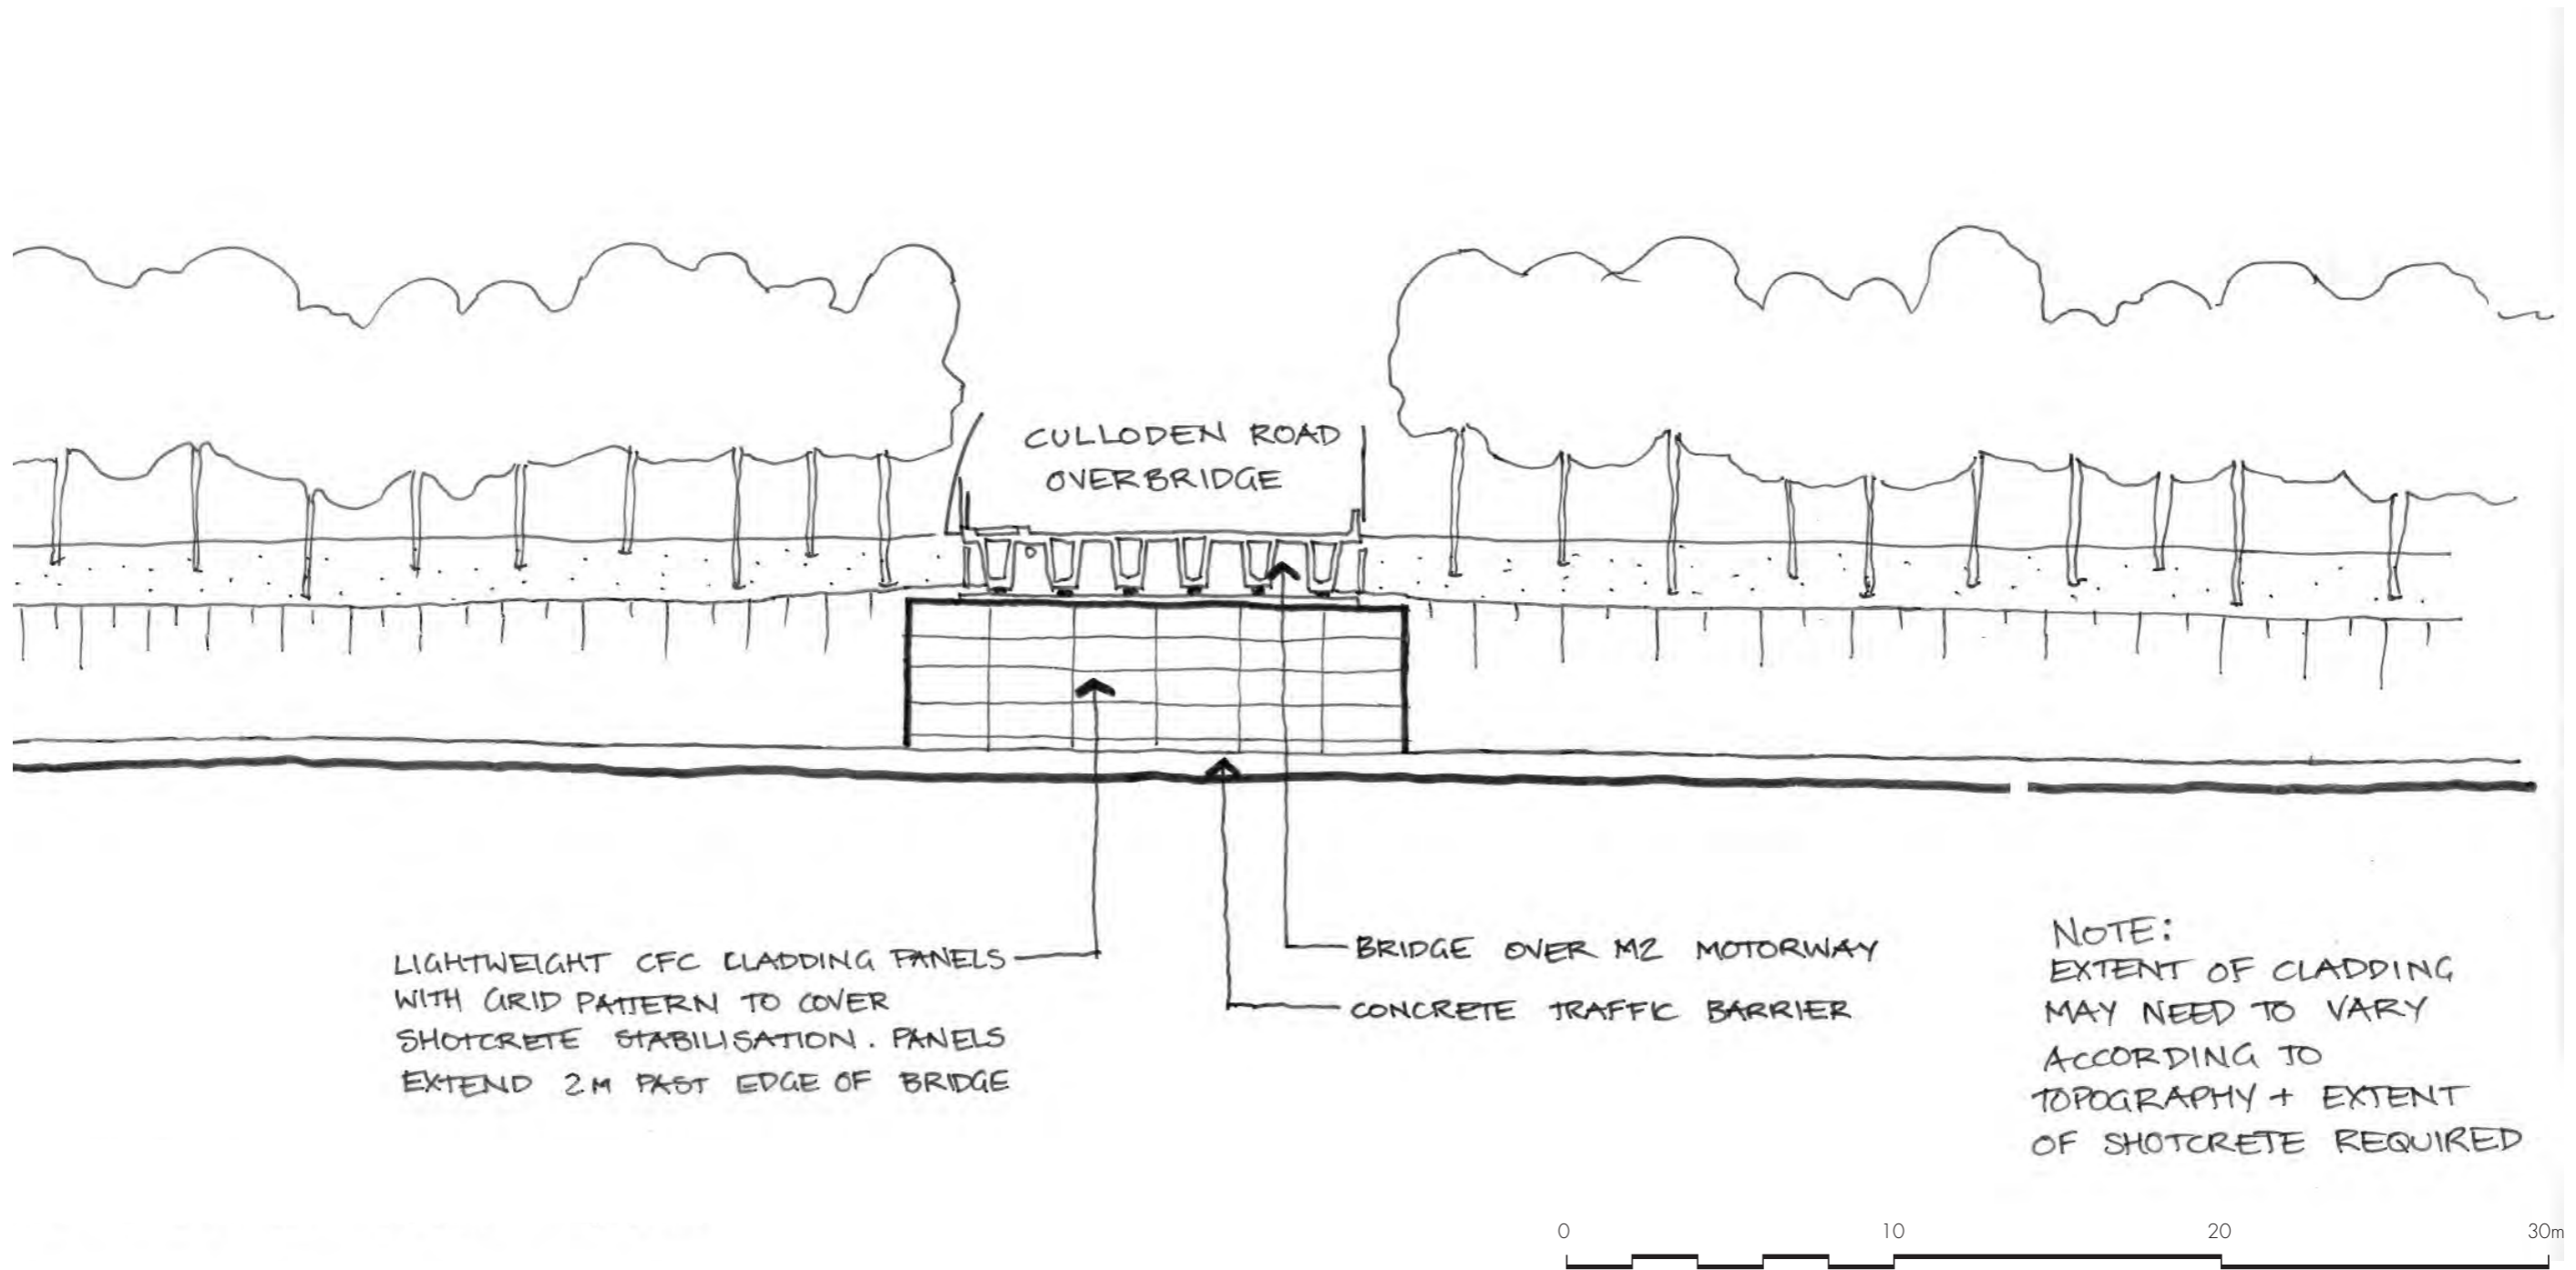 CULLODEN ROAD
OVERBRIDGE
LIGHTWEIGHT CFC CLADDING PANELS
WITH GRID PATTERN TO COVER
SHOTCRETE STABILISATION. PANELS
EXTEND 2M PAST EDGE OF BRIDGE
BRIDGE OVER M2 MOTORWAY
CONCRETE TRAFFIC BARRIER
NOTE:
EXTENT OF CLADDING
MAY NEED TO VARY
ACCORDING TO
TOPOGRAPHY + EXTENT
OF SHOTCRETE REQUIRED
0 10 20 30m